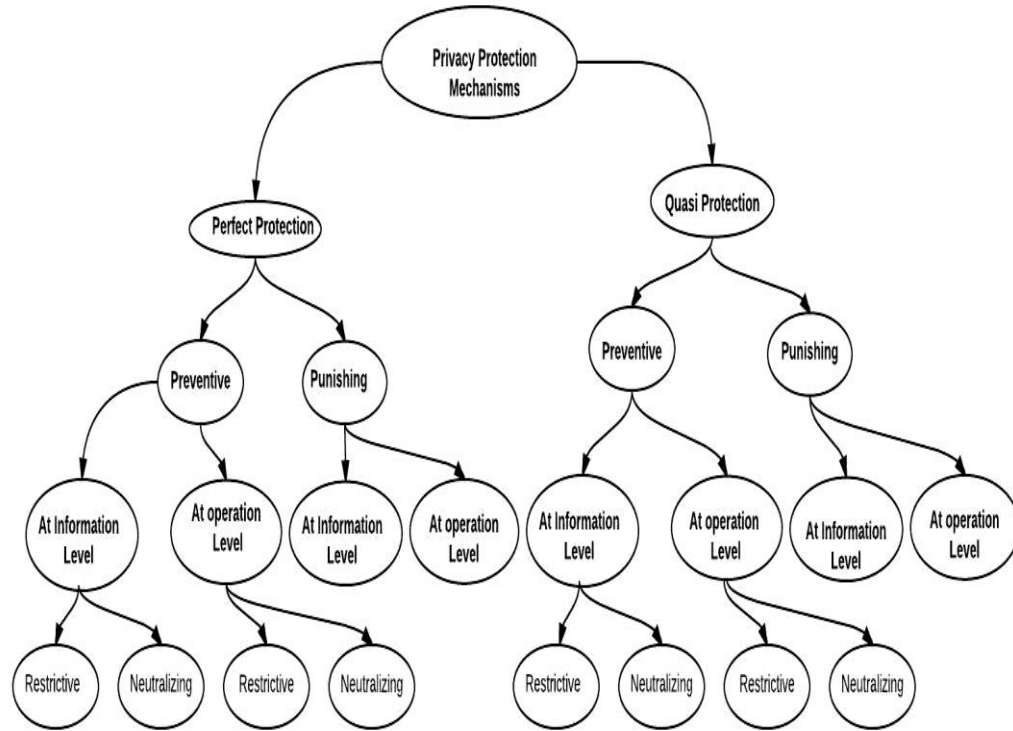 Privacy Protection
Mechanisms
Perfect Protection
Quasi Protection
Preventive
Punishing
Preventive
Punishing
At Information
Level
At operation
Level
At Information
Level
At operation
Level
At Information
Level
At operation
Level
At Information
Level
At operation
Level
Restrictive
Neutralizing
Restrictive
Neutralizing
Restrictive
Neutralizing
Restrictive
Neutralizing